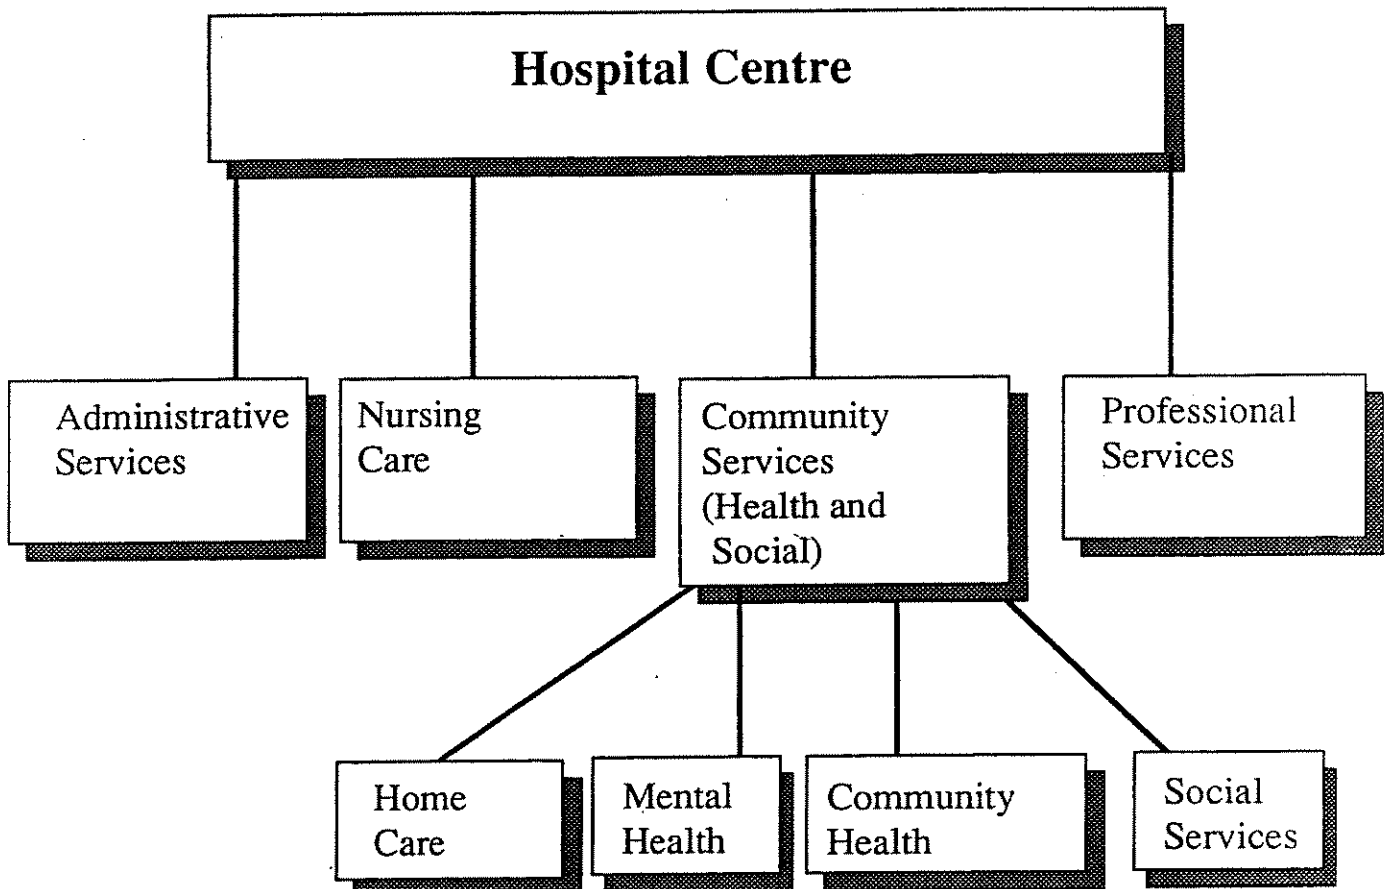 Hospital Centre
Administrative
Services
Nursing
Care
Community
Services
(Health and
Social)
Professional
Services
Home
Care
Mental
Health
Community
Health
Social
Services